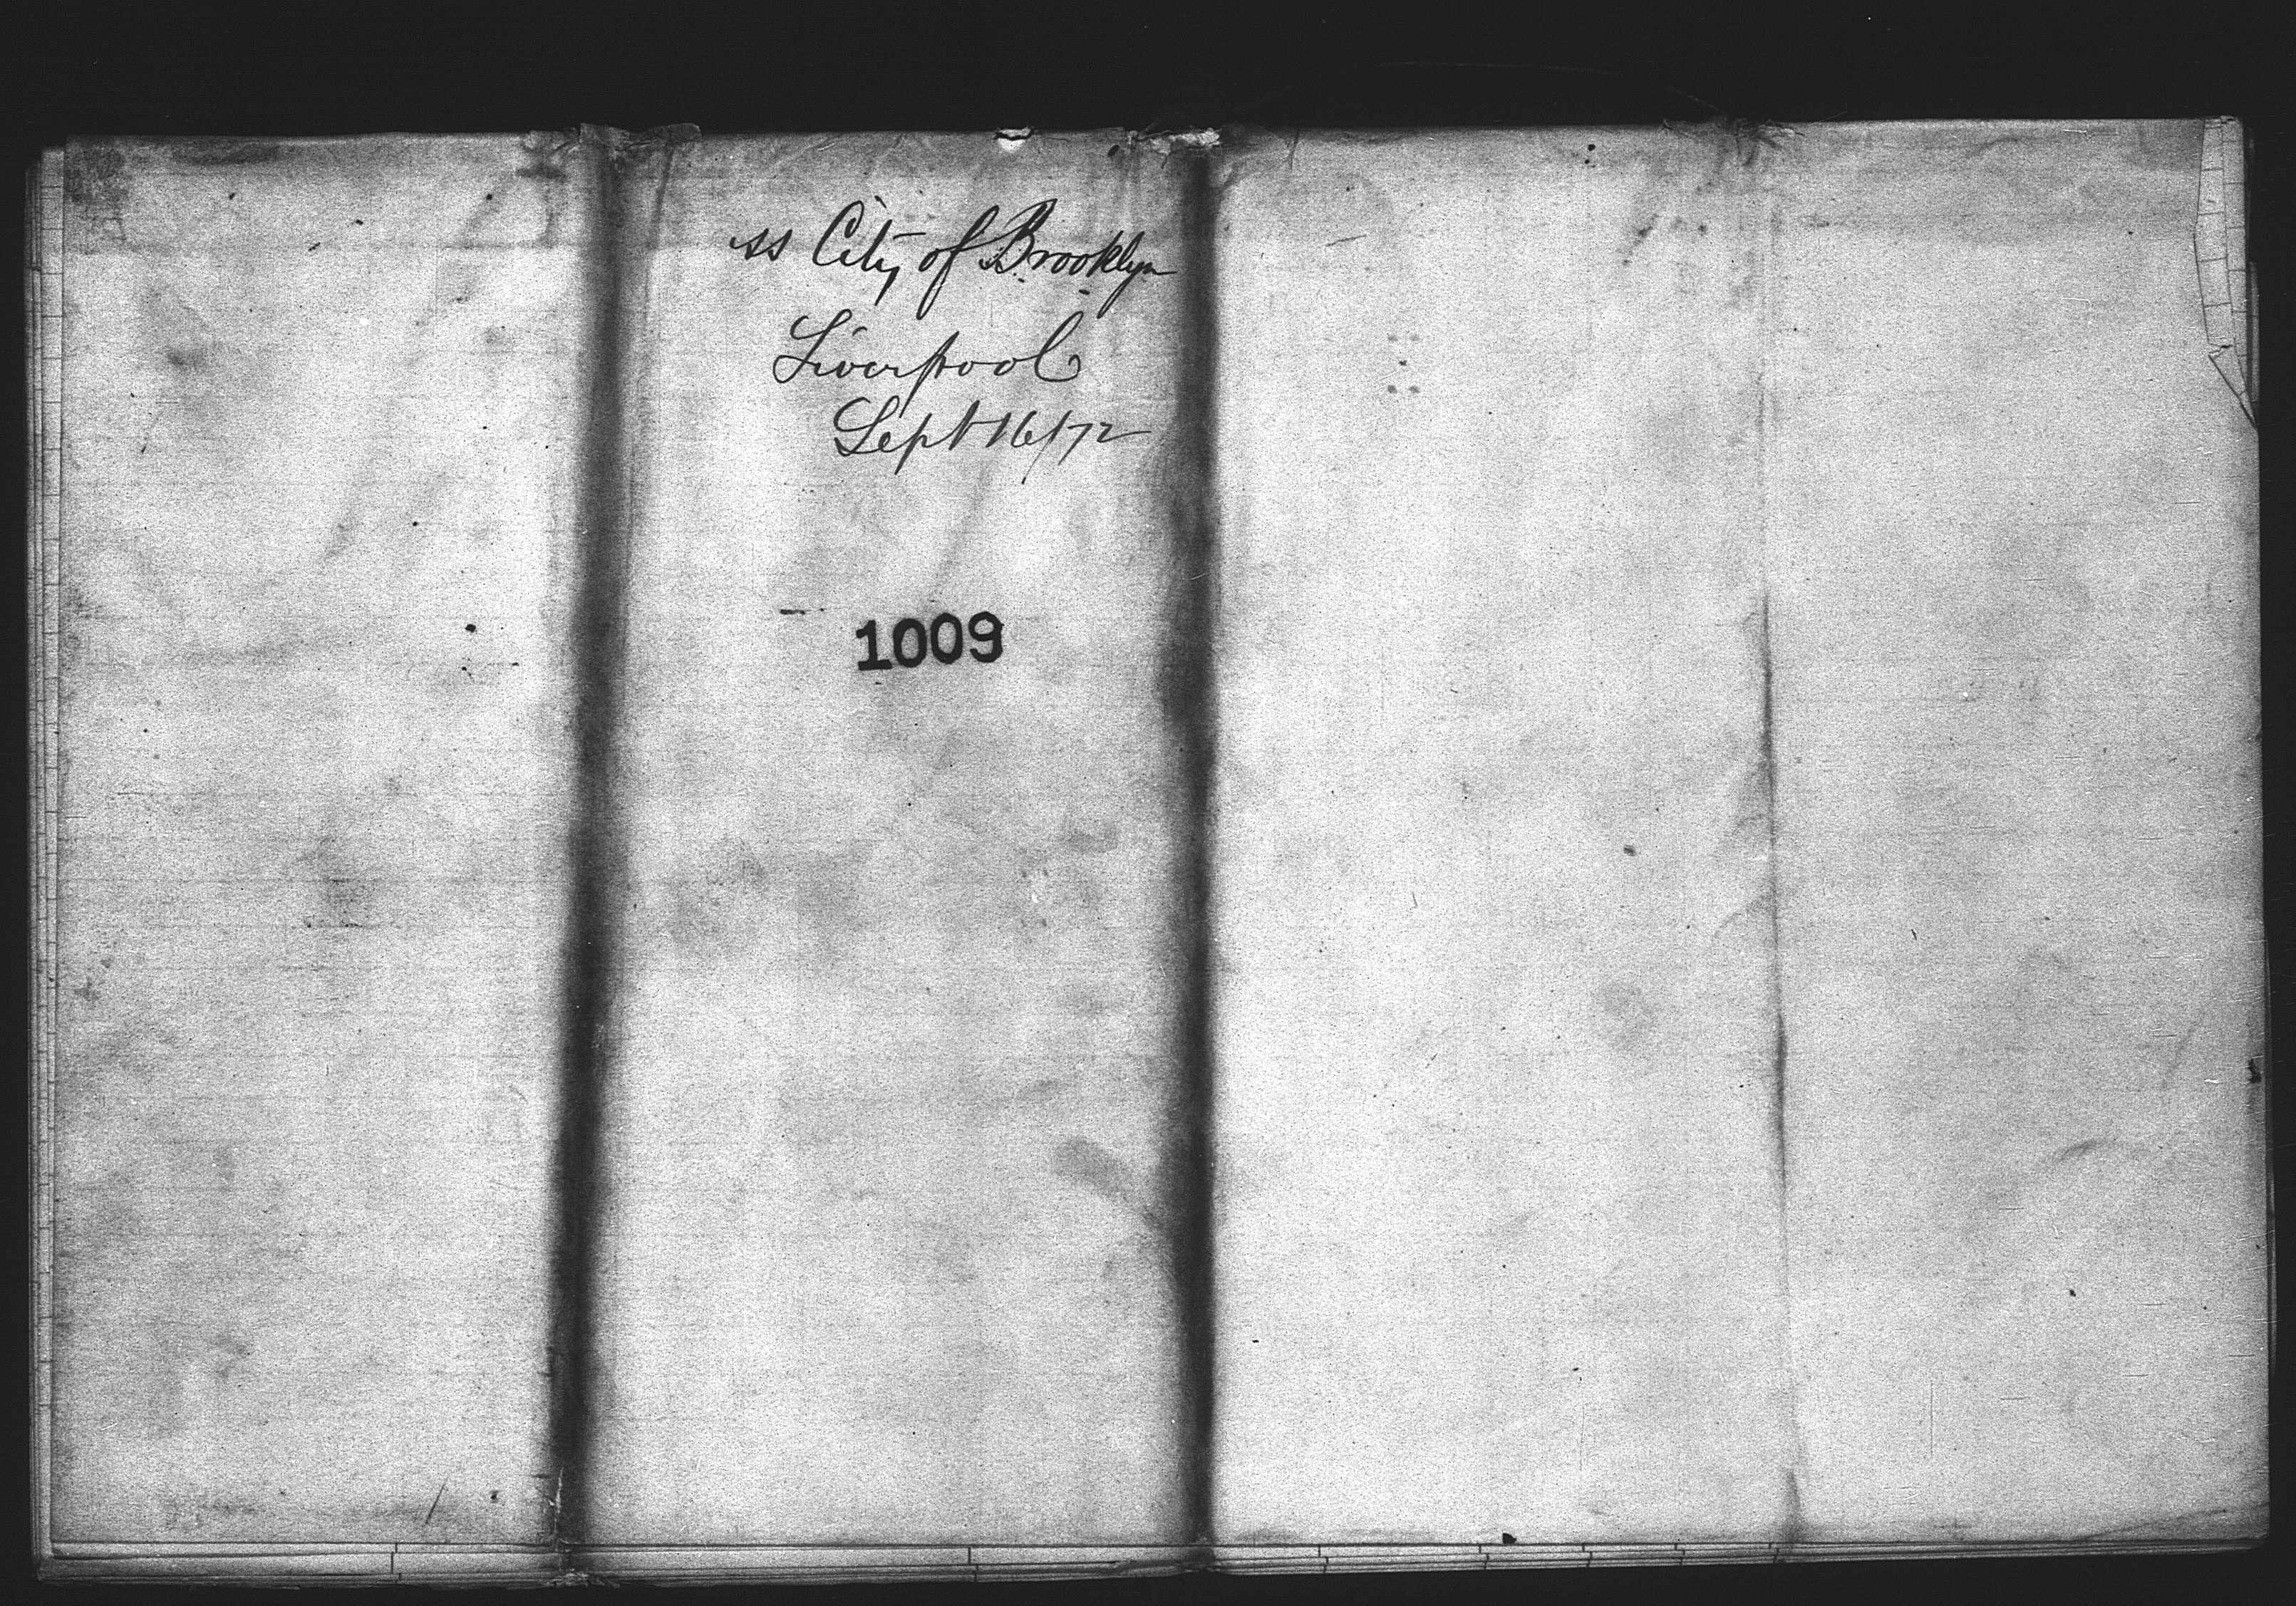 ss City of Brooklyn
Liverpool
Sept 16/72
1009